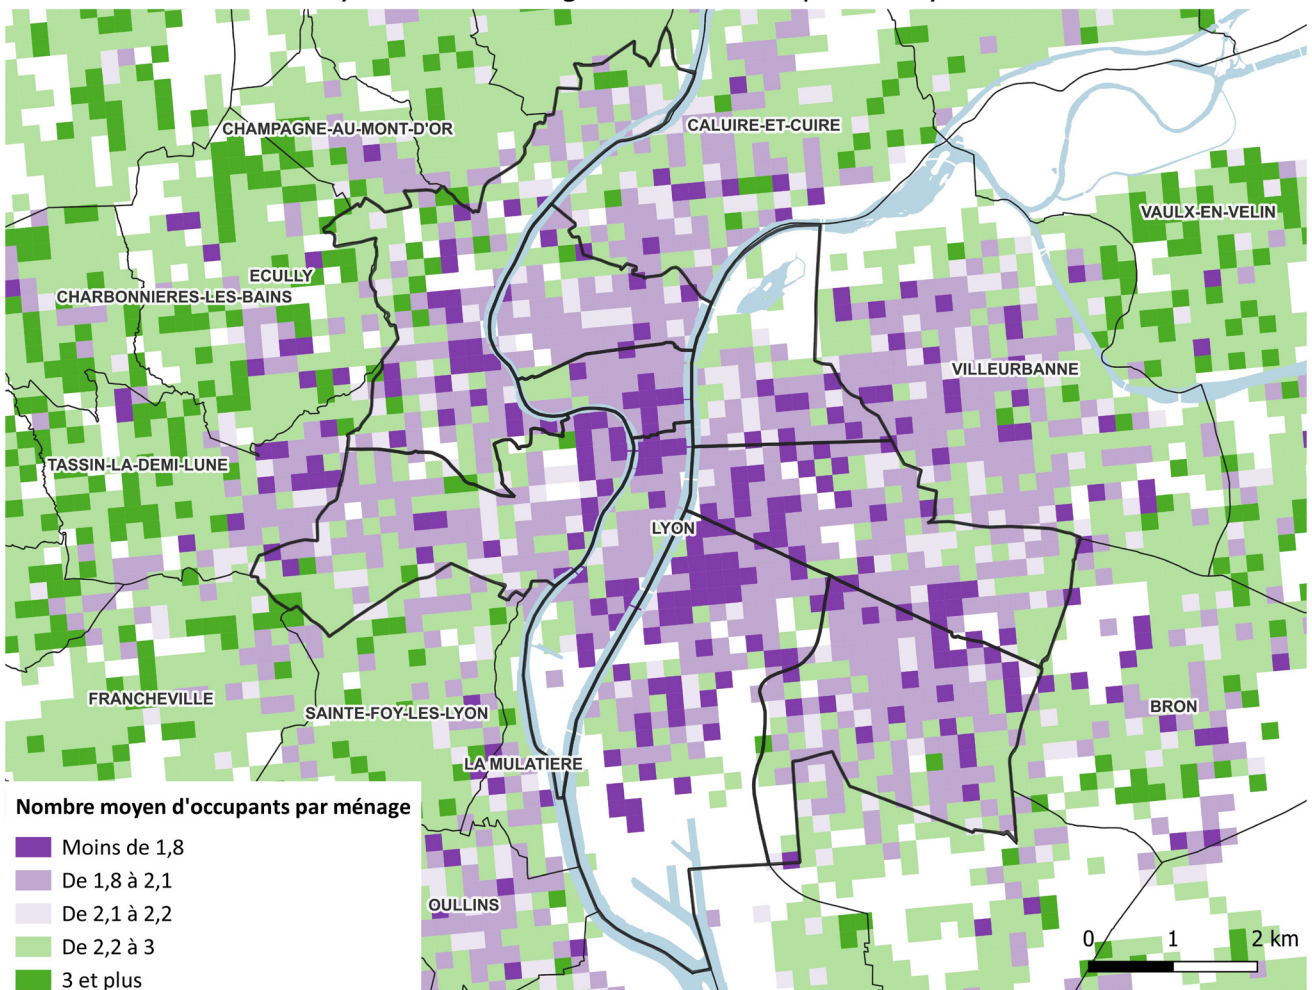 CHAMPAGNE-AU-MONT-D'OR
CALUIRE-ET-CUIRE
VAULX-EN-VELIN
ECULLY
CHARBONNIERES-LES-BAINS
VILLEURBANNE
TASSIN-LA-DEMI-LUNE
LYON
FRANCHEVILLE
SAINTE-FOY-LES-LYON
BRON
LA MULATIERE
OULLINS
Nombre moyen d'occupants par ménage
Moins de 1,8
De 1,8 à 2,1
De 2,1 à 2,2
De 2,2 à 3
3 et plus
0 1 2 km